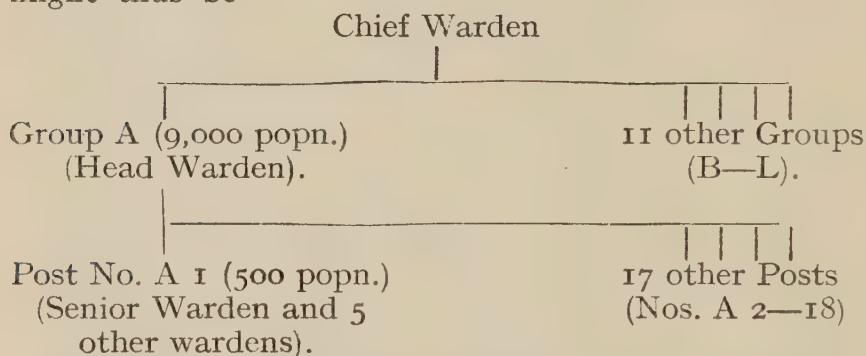 might thus be
Chief Warden
Group A (9,000 popn.)
(Head Warden).
11 other Groups
(B—L).
Post No. A 1 (500 popn.)
(Senior Warden and 5
other wardens).
17 other Posts
(Nos. A 2—18)